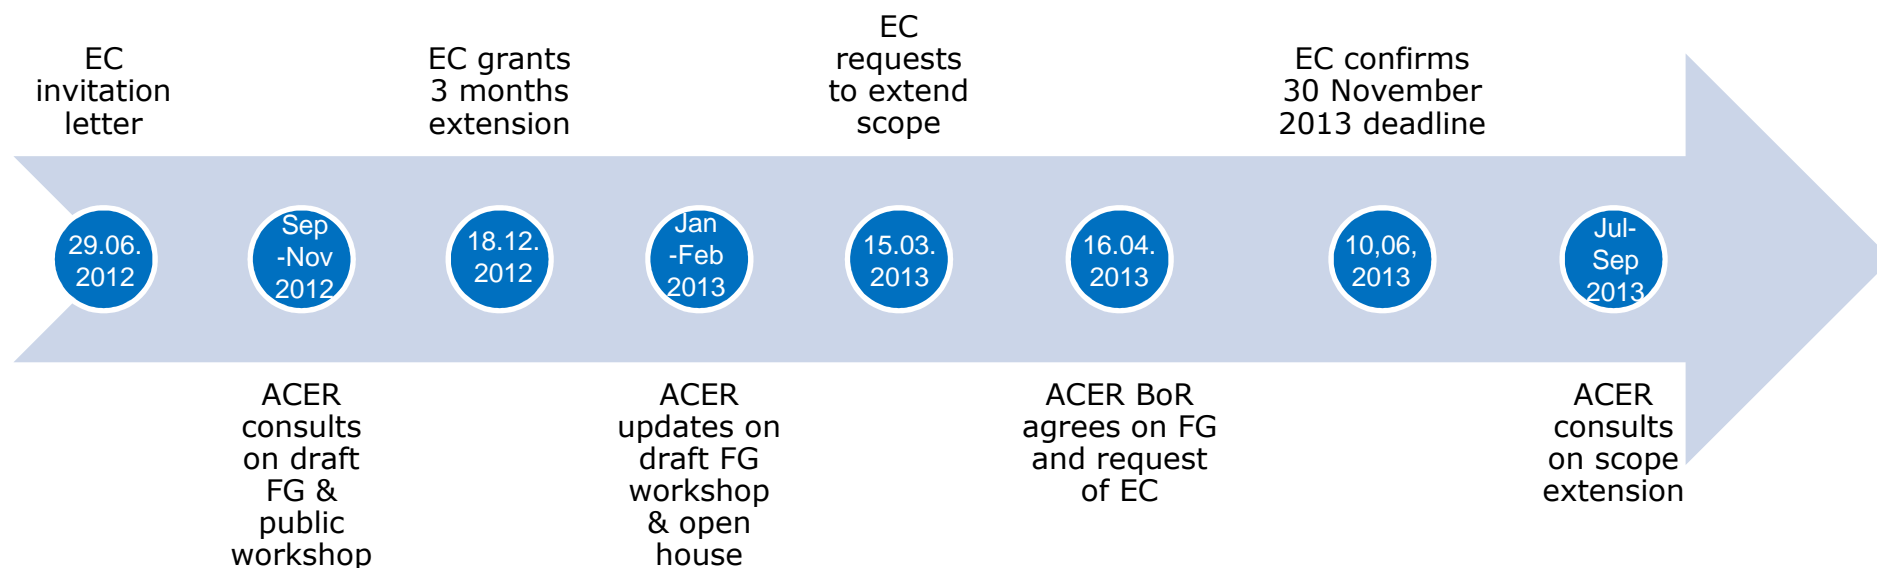 EC
invitation
letter
EC grants
3 months
extension
EC
requests
to extend
scope
EC confirms
30 November
2013 deadline
29.06.
2012
Sep
-Nov
2012
18.12.
2012
Jan
-Feb
2013
15.03.
2013
16.04.
2013
10,06,
2013
Jul-
Sep
2013
ACER
consults
on draft
FG &
public
workshop
ACER
updates on
draft FG
workshop
& open
house
ACER BoR
agrees on FG
and request
of EC
ACER
consults
on scope
extension